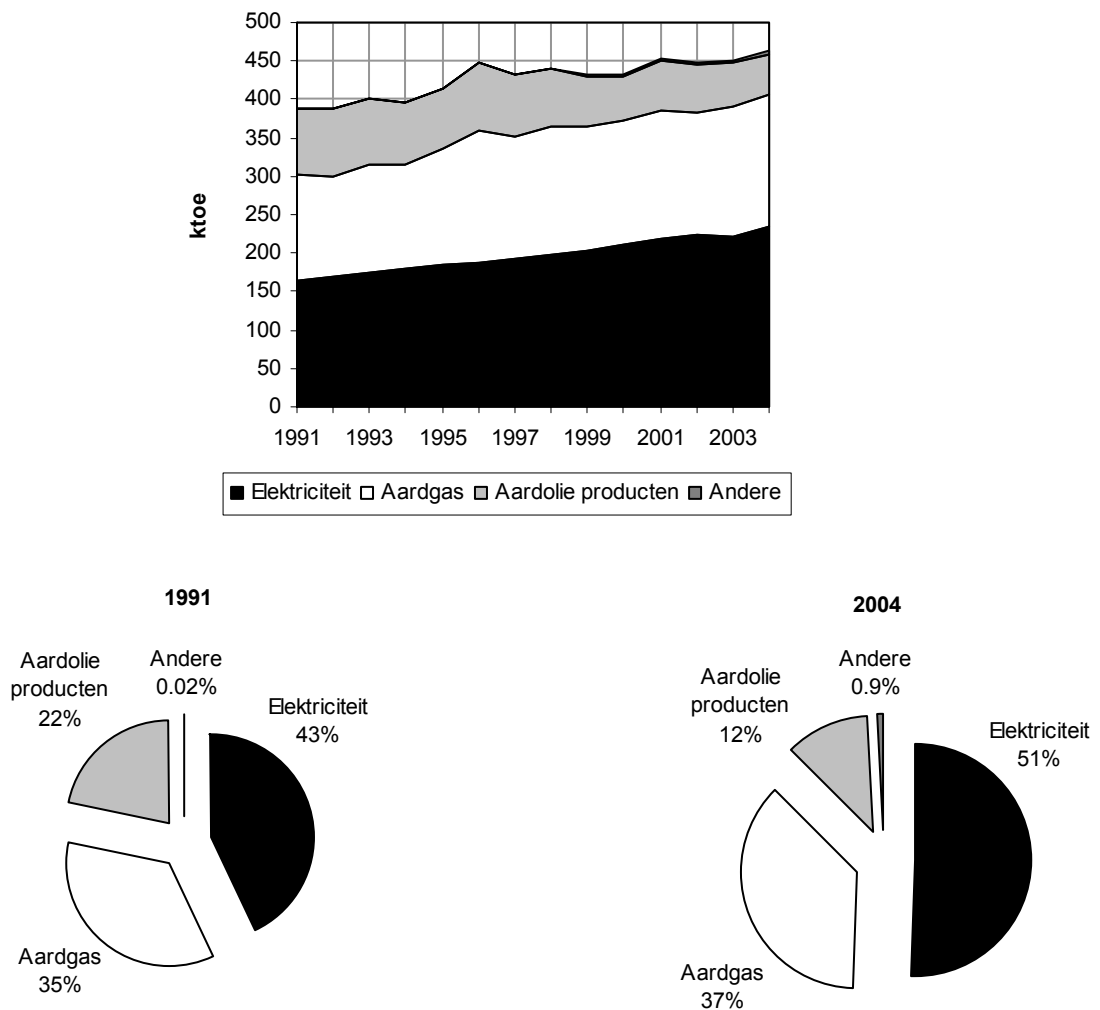 500
450
400
350
300
250
200
150
100
50
0
ktoe
1991 1993 1995 1997 1999 2001 2003
Elektriciteit Aardgas Aardolie producten Andere
1991
Aardolie
producten
22%
Andere
0.02%
Elektriciteit
43%
Aardgas
35%
2004
Aardolie
producten
12%
Andere
0.9%
Elektriciteit
51%
Aardgas
37%